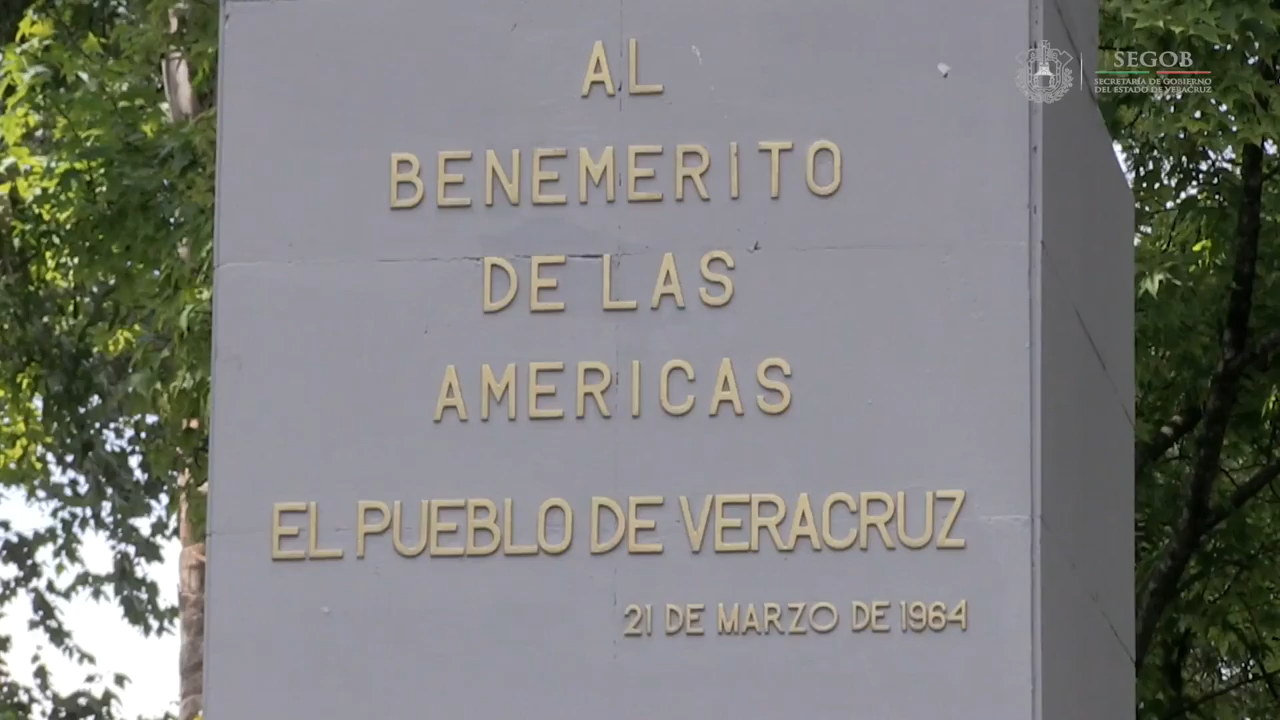 AL
BENEMERITO
DE LAS
AMERICAS
EL PUEBLO DE VERACRUZ
21 DE MARZO DE 1964
SEGOB
SECRETARÍA DE GOBIERNO
DEL ESTADO DE VERACRUZ